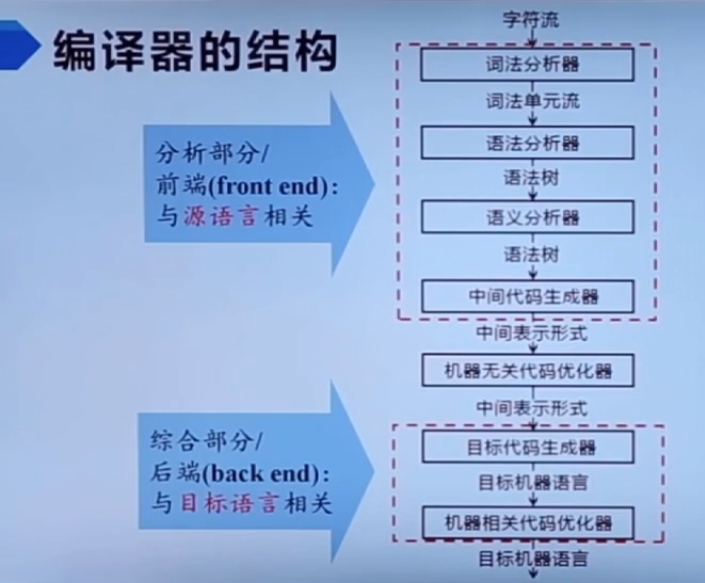 编译器的结构
字符流
词法分析器
词法单元流
语法分析器
语法树
语义分析器
语法树
中间代码生成器
中间表示形式
机器无关代码优化器
中间表示形式
目标代码生成器
目标机器语言
机器相关代码优化器
目标机器语言
分析部分/
前端(front end):
与源语言相关
综合部分/
后端(back end):
与目标语言相关